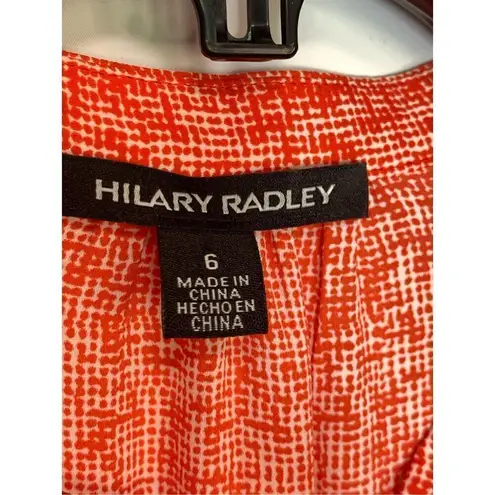 HILARY RADLEY
6
MADE IN
CHINA
HECHO EN
CHINA